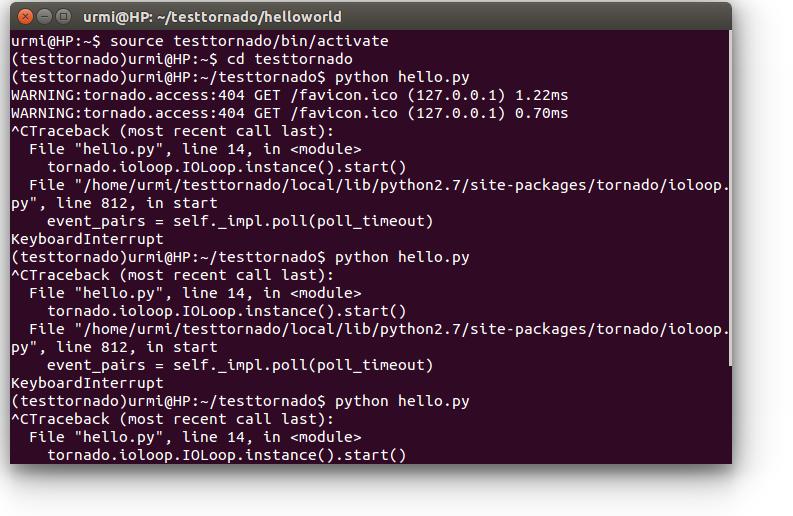 urmi@HP: ~/testtornado/helloworld
urmi@HP:~$ source testtornado/bin/activate
(testtornado)urmi@HP:~$ cd testtornado
(testtornado)urmi@HP:~/testtornado$ python hello.py
WARNING:tornado.access:404 GET /favicon.ico (127.0.0.1) 1.22ms
WARNING:tornado.access:404 GET /favicon.ico (127.0.0.1) 0.70ms
^CTraceback (most recent call last):
  File "hello.py", line 14, in <module>
    tornado.ioloop.IOLoop.instance().start()
  File "/home/urmi/testtornado/local/lib/python2.7/site-packages/tornado/ioloop.
py", line 812, in start
    event_pairs = self._impl.poll(poll_timeout)
KeyboardInterrupt
(testtornado)urmi@HP:~/testtornado$ python hello.py
^CTraceback (most recent call last):
  File "hello.py", line 14, in <module>
    tornado.ioloop.IOLoop.instance().start()
  File "/home/urmi/testtornado/local/lib/python2.7/site-packages/tornado/ioloop.
py", line 812, in start
    event_pairs = self._impl.poll(poll_timeout)
KeyboardInterrupt
(testtornado)urmi@HP:~/testtornado$ python hello.py
^CTraceback (most recent call last):
  File "hello.py", line 14, in <module>
    tornado.ioloop.IOLoop.instance().start()